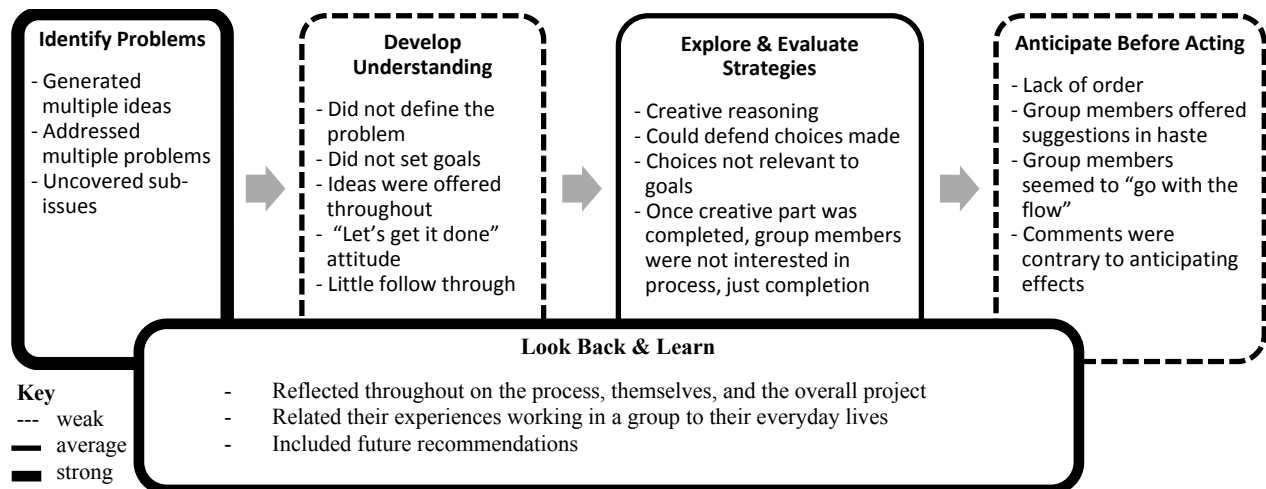 Identify Problems
- Generated
multiple ideas
- Addressed
multiple problems
- Uncovered sub-
issues
Develop
Understanding
- Did not define the
problem
- Did not set goals
- Ideas were offered
throughout
- “Let’s get it done”
attitude
- Little follow through
Explore & Evaluate
Strategies
- Creative reasoning
- Could defend choices made
- Choices not relevant to
goals
- Once creative part was
completed, group members
were not interested in
process, just completion
Anticipate Before Acting
- Lack of order
- Group members offered
suggestions in haste
- Group members
seemed to “go with the
flow”
- Comments were
contrary to anticipating
effects
Look Back & Learn
- Reflected throughout on the process, themselves, and the overall project
- Related their experiences working in a group to their everyday lives
- Included future recommendations
Key
--- weak
average
strong